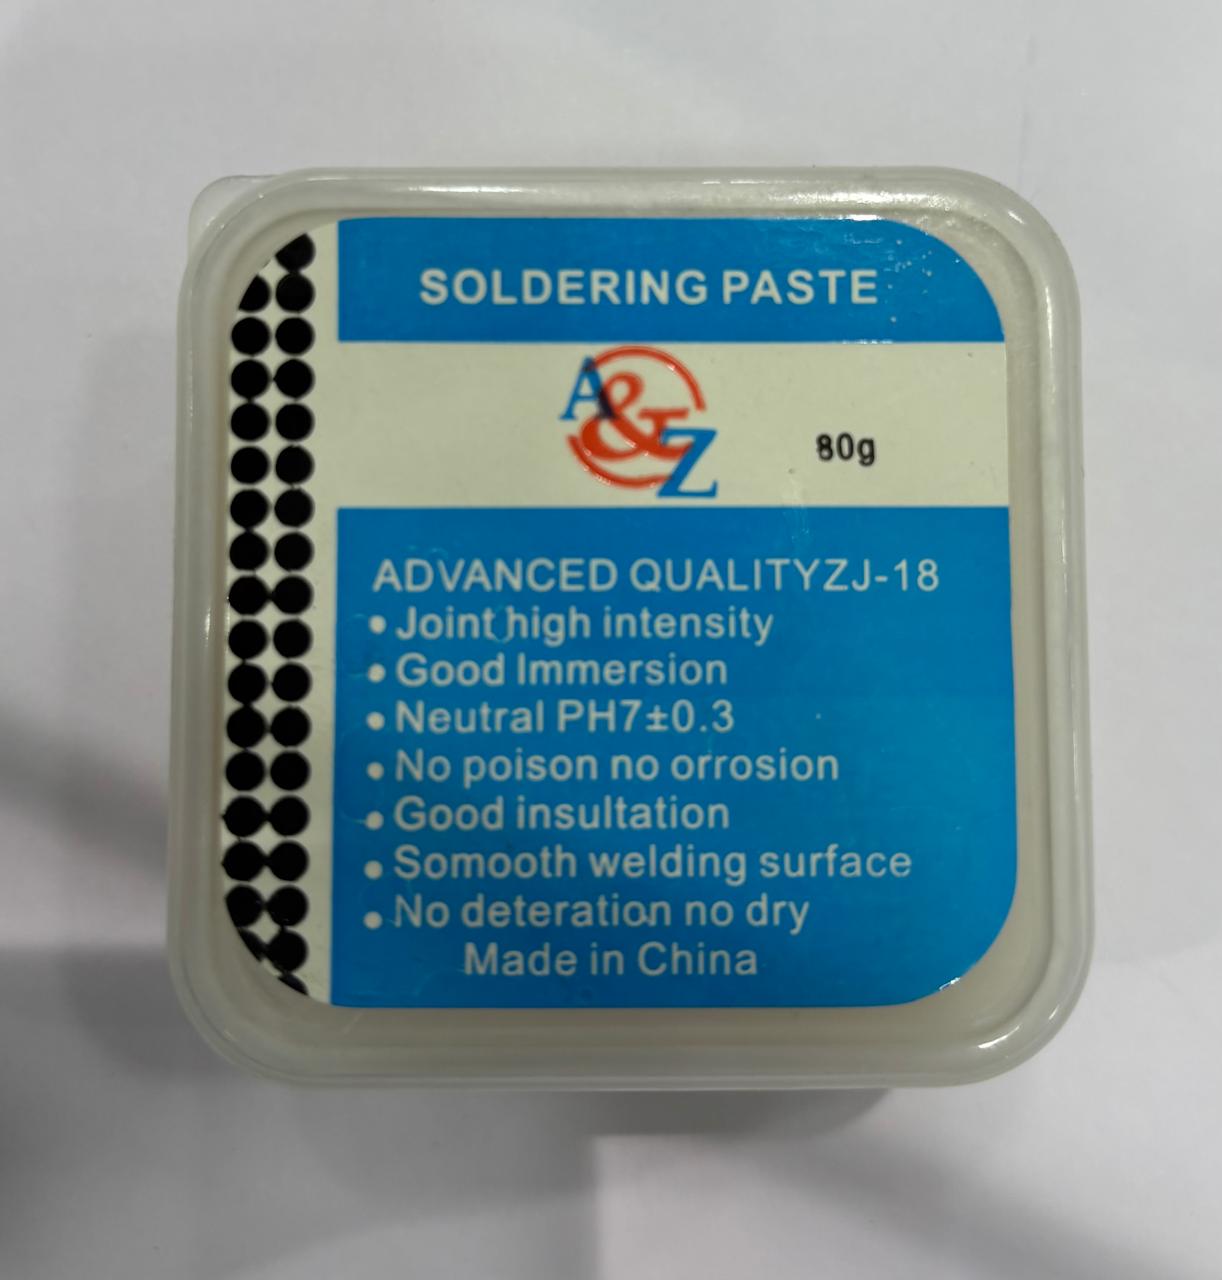 SOLDERING PASTE
A&Z
80g
ADVANCED QUALITYZJ-18
• Joint high intensity
• Good Immersion
• Neutral PH7±0.3
• No poison no orrosion
• Good insultation
• Somooth welding surface
• No deteration no dry
Made in China